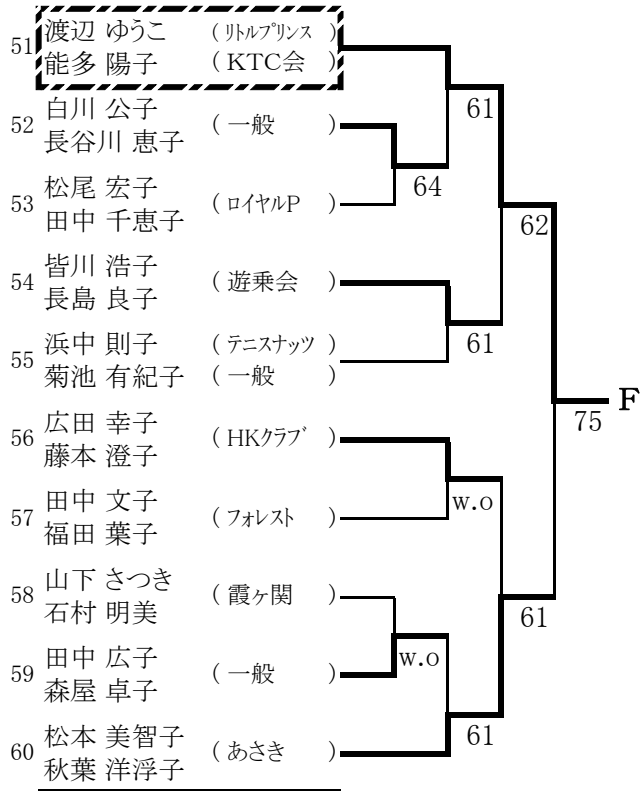 51 渡辺 ゆうこ (リトルプリンス)
能多 陽子 (KTC会)
61
52 白川 公子 (一般)
長谷川 恵子
64
62
53 松尾 宏子 (ロイヤルP)
田中 千恵子
54 皆川 浩子 (遊乗会)
長島 良子
61
55 浜中 則子 (テニスナッツ)
菊池 有紀子 (一般)
F
75
56 広田 幸子 (HKクラブ)
藤本 澄子
w.o
57 田中 文子 (フォレスト)
福田 葉子
58 山下 さつき (霞ヶ関)
石村 明美
61
59 田中 広子 (一般)
森屋 卓子
w.o
61
60 松本 美智子 (あさき)
秋葉 洋浮子